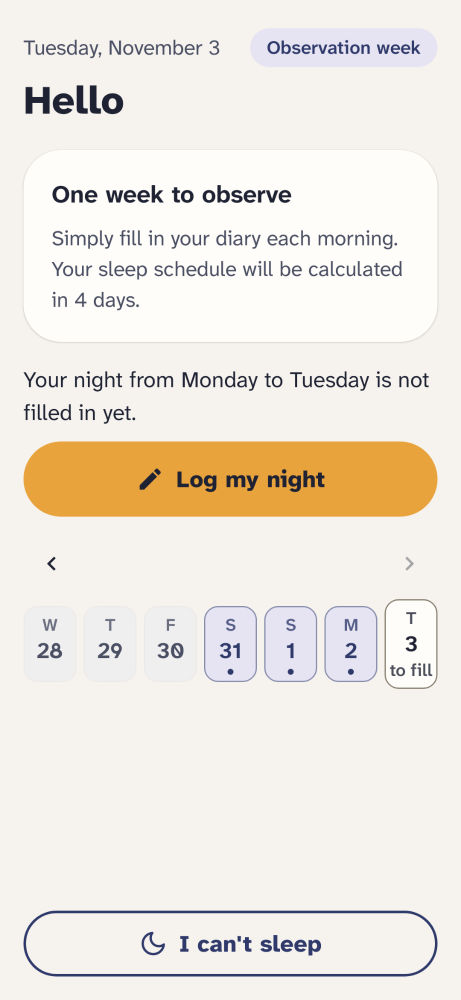 Tuesday, November 3
Observation week
Hello
One week to observe
Simply fill in your diary each morning.
Your sleep schedule will be calculated
in 4 days.
Your night from Monday to Tuesday is not
filled in yet.
Log my night
W T F S S M T
28 29 30 31 1 2 3
to fill
I can't sleep